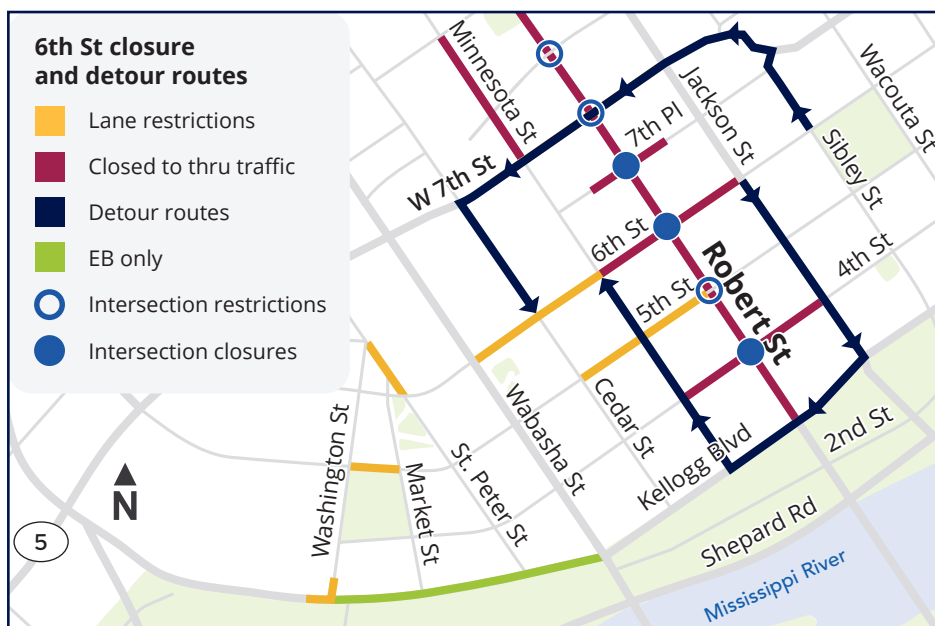 6th St closure
and detour routes
Lane restrictions
Closed to thru traffic
Detour routes
EB only
Intersection restrictions
Intersection closures
Minnesota St
Jackson St
Wacouta St
7th Pl
Sibley St
W 7th St
6th St
4th St
5th St
Robert St
Washington St
Market St
St. Peter St
Wabasha St
Cedar St
Kellogg Blvd
2nd St
Shepard Rd
Mississippi River
N
5